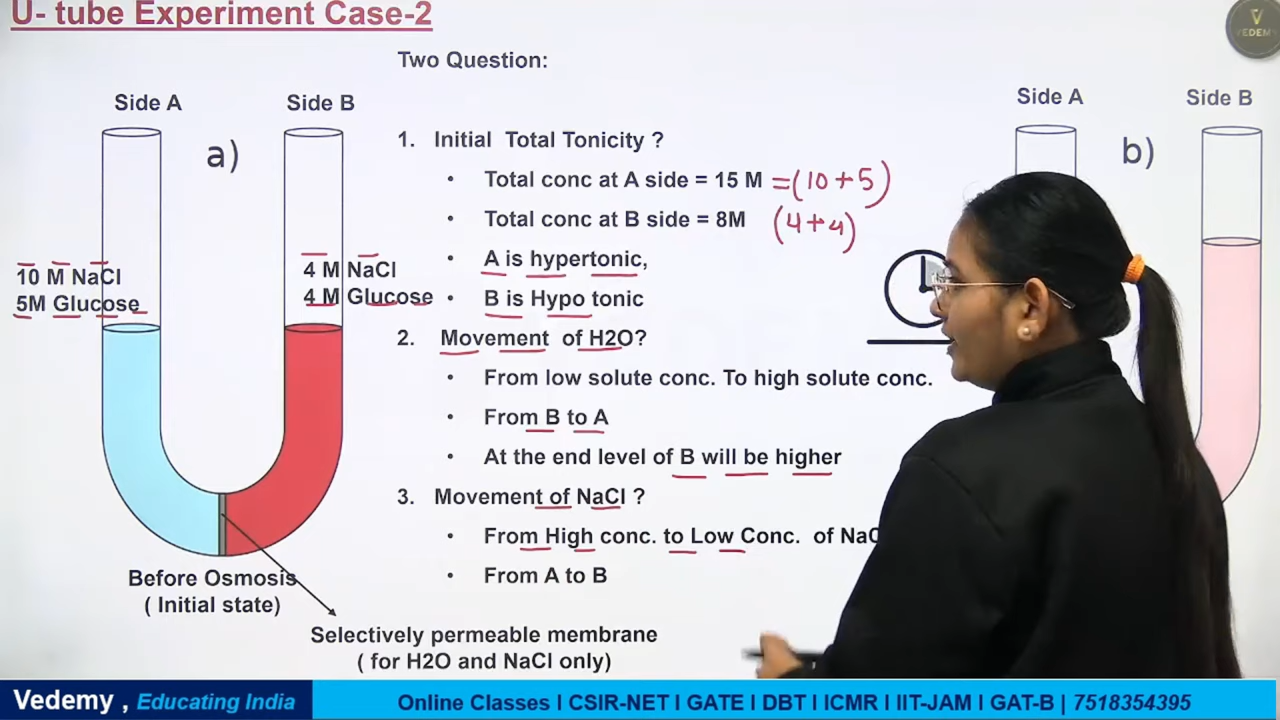 U- tube Experiment Case-2
VEDEMY
Two Question:
Side A
Side B
a)
10 M NaCl
5M Glucose
4 M NaCl
4 M Glucose
1. Initial Total Tonicity ?
• Total conc at A side = 15 M =(10+5)
• Total conc at B side = 8M (4+4)
• A is hypertonic,
• B is Hypo tonic
2. Movement of H2O?
• From low solute conc. To high solute conc.
• From B to A
• At the end level of B will be higher
3. Movement of NaCl ?
• From High conc. to Low Conc. of
• From A to B
Before Osmosis
( Initial state)
Selectively permeable membrane
( for H2O and NaCl only)
Side A
Side B
b)
Vedemy , Educating India
Online Classes I CSIR-NET I GATE I DBT I ICMR I IIT-JAM I GAT-B | 7518354395